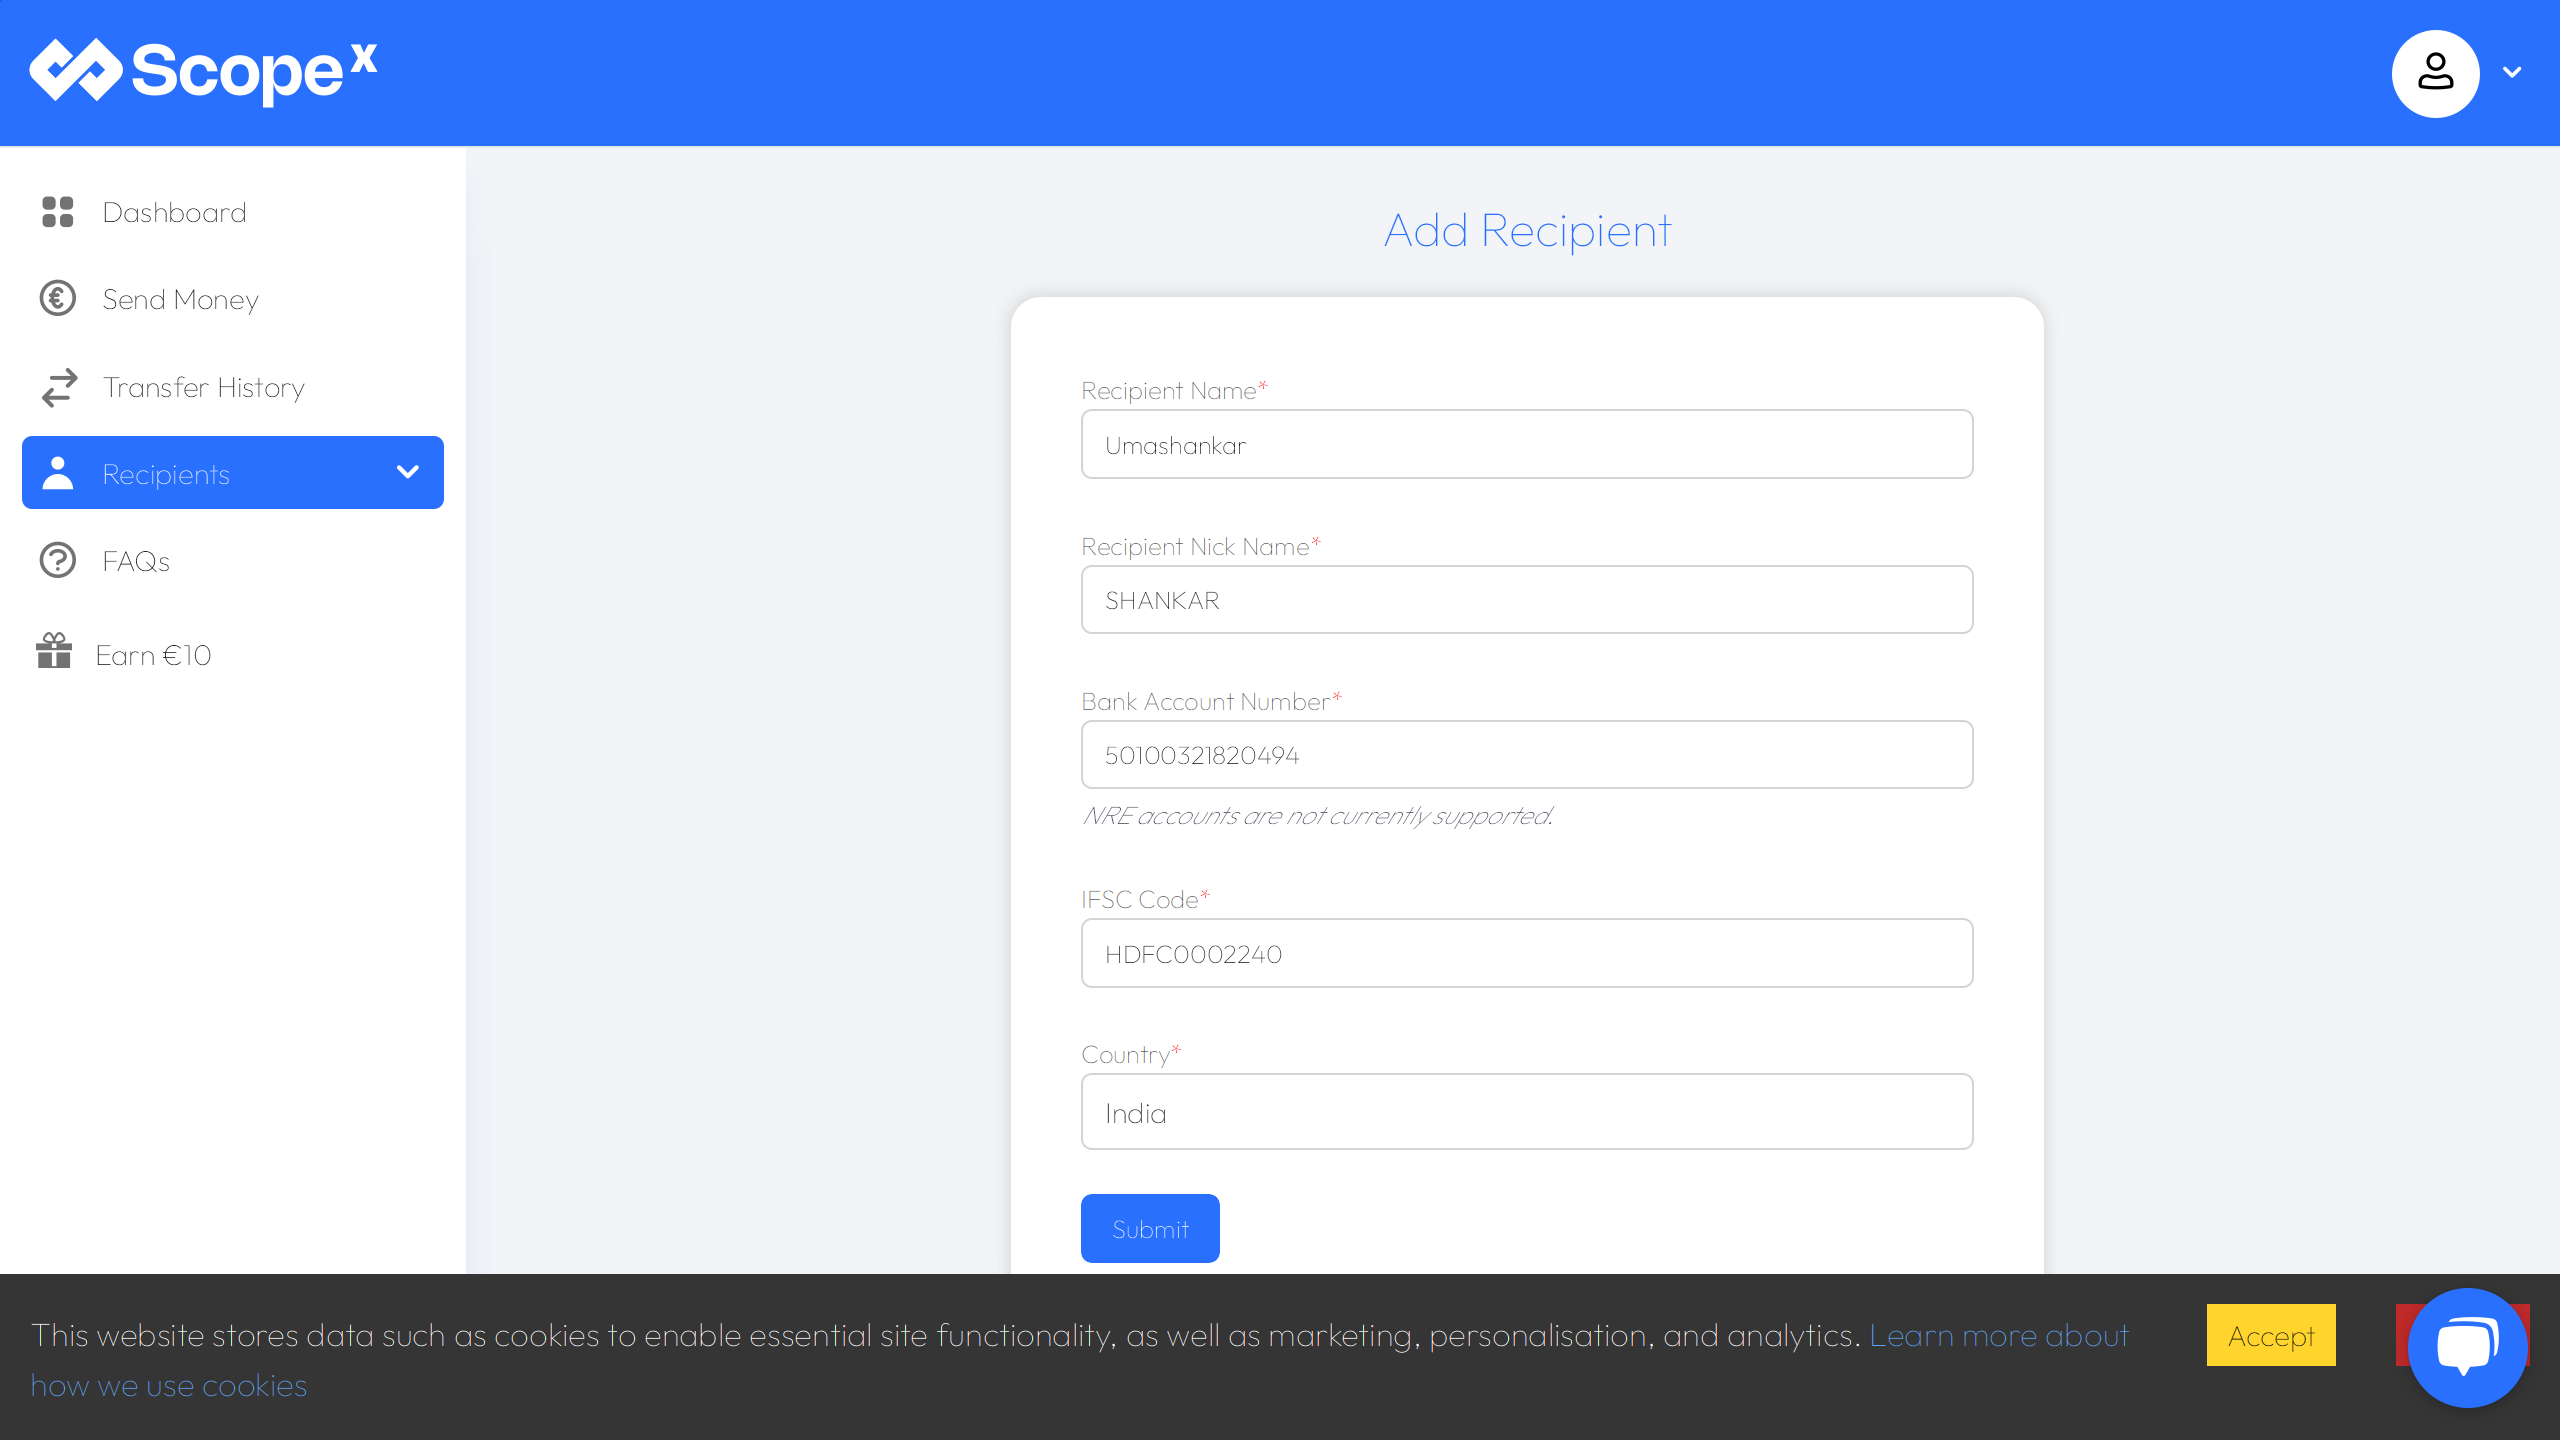 Scope x
Dashboard
Send Money
Transfer History
Recipients
FAQs
Earn €10
Add Recipient
Recipient Name*
Umashankar
Recipient Nick Name*
SHANKAR
Bank Account Number*
50100321820494
NRE accounts are not currently supported.
IFSC Code*
HDFC0002240
Country*
India
Submit
This website stores data such as cookies to enable essential site functionality, as well as marketing, personalisation, and analytics. Learn more about
how we use cookies
Accept